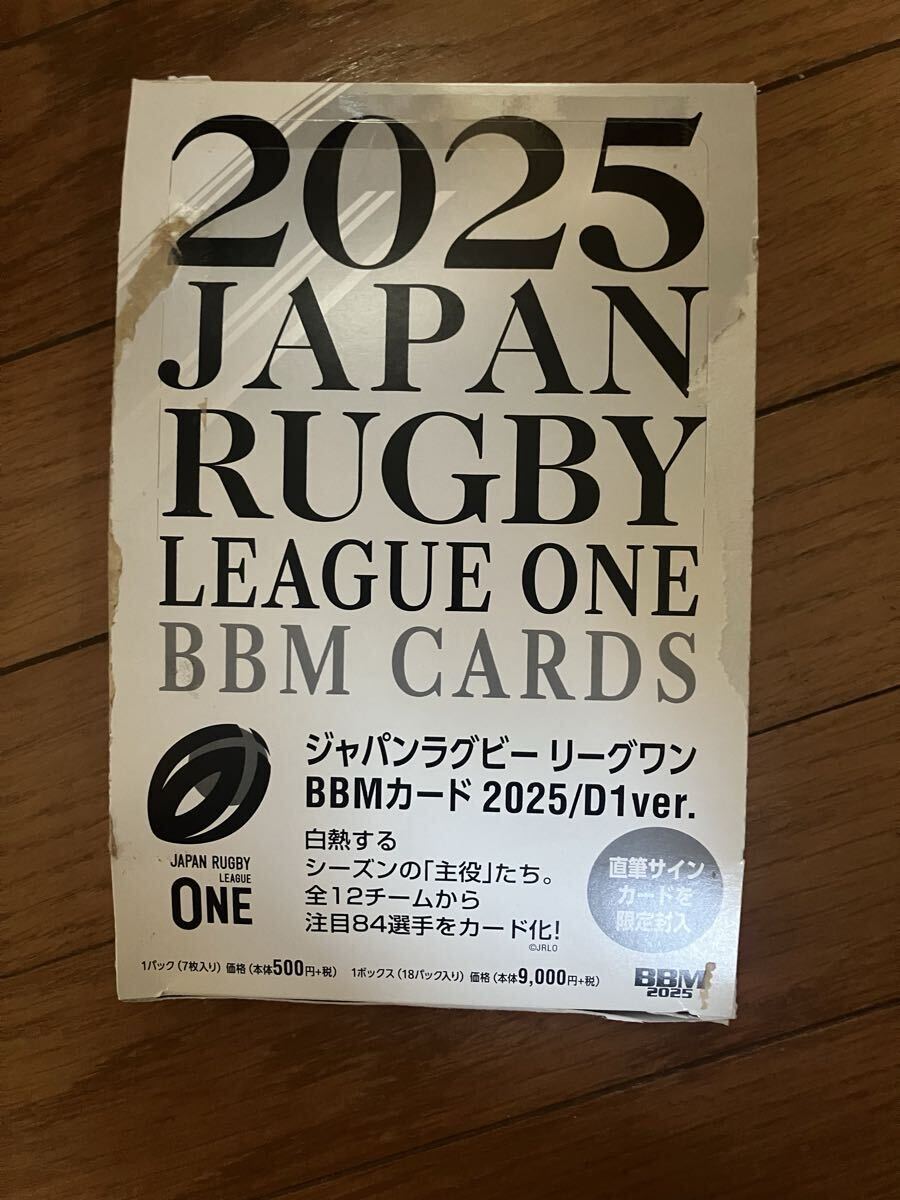 2025
JAPAN
RUGBY
LEAGUE ONE
BBM CARDS
ジャパンラグビー リーグワン
BBMカード 2025/D1ver.
白熱する
シーズンの「主役」たち。
全12チームから
注目84選手をカード化!
©JRLO
JAPAN RUGBY
LEAGUE
ONE
直筆サイン
カードを
限定封入
1パック(7枚入り) 価格(本体500円+税) 1ボックス(18パック入り) 価格(本体9,000円+税)
BBM
2025